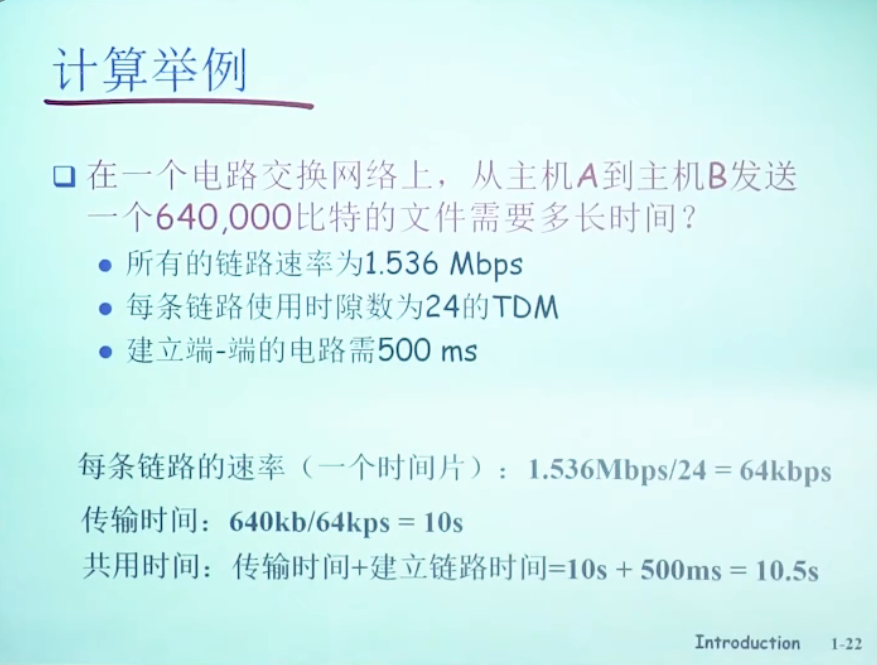 计算举例
在一个电路交换网络上，从主机A到主机B发送
一个640,000比特的文件需要多长时间？
所有的链路速率为1.536 Mbps
每条链路使用时隙数为24的TDM
建立端-端的电路需500 ms
每条链路的速率（一个时间片）：1.536Mbps/24 = 64kbps
传输时间：640kb/64kps = 10s
共用时间：传输时间+建立链路时间=10s + 500ms = 10.5s
Introduction 1-22